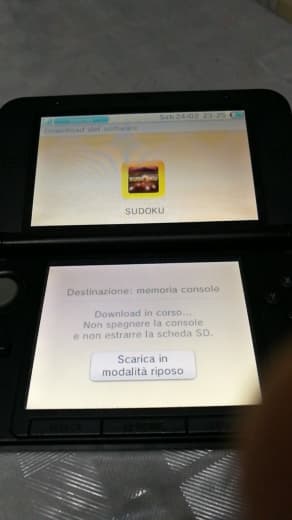 Sab 24-02 23:25
Download del software
SUDOKU
Destinazione: memoria console
Download in corso...
Non spegnere la console
e non estrarre la scheda SD.
Scarica in
modalità riposo
SELECT